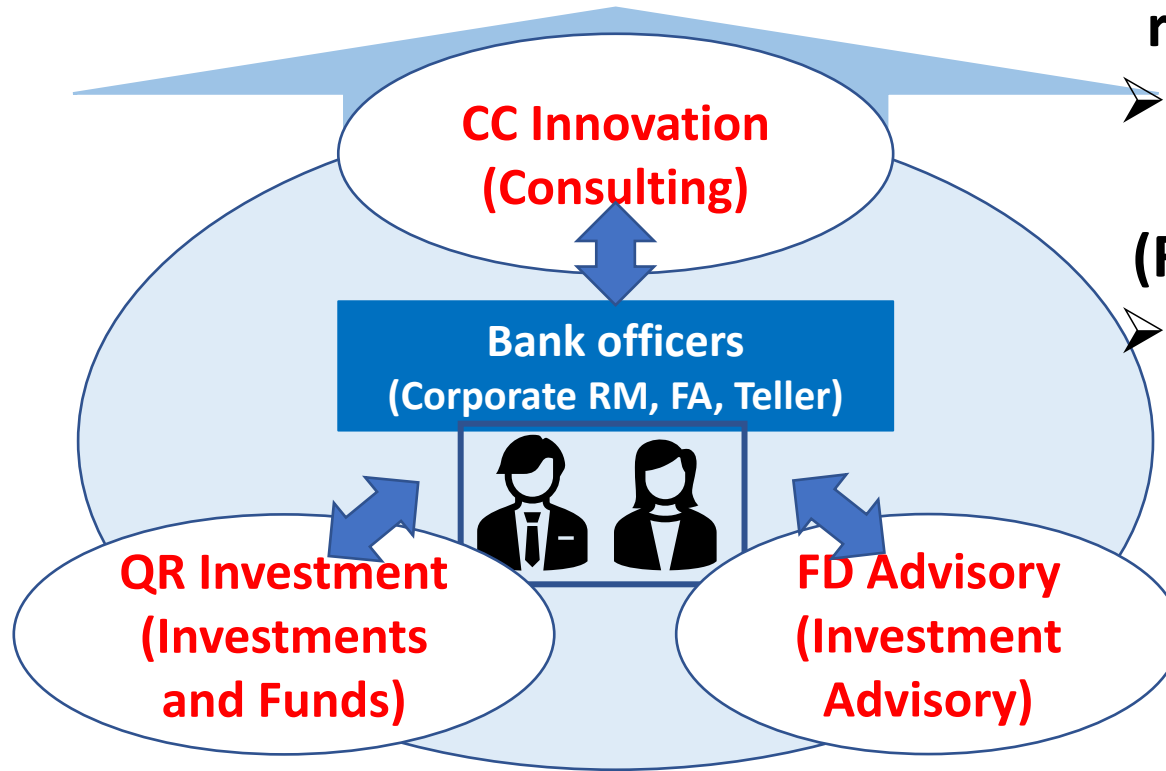 CC Innovation
(Consulting)
Bank officers
(Corporate RM, FA, Teller)
QR Investment
(Investments
and Funds)
FD Advisory
(Investment
Advisory)